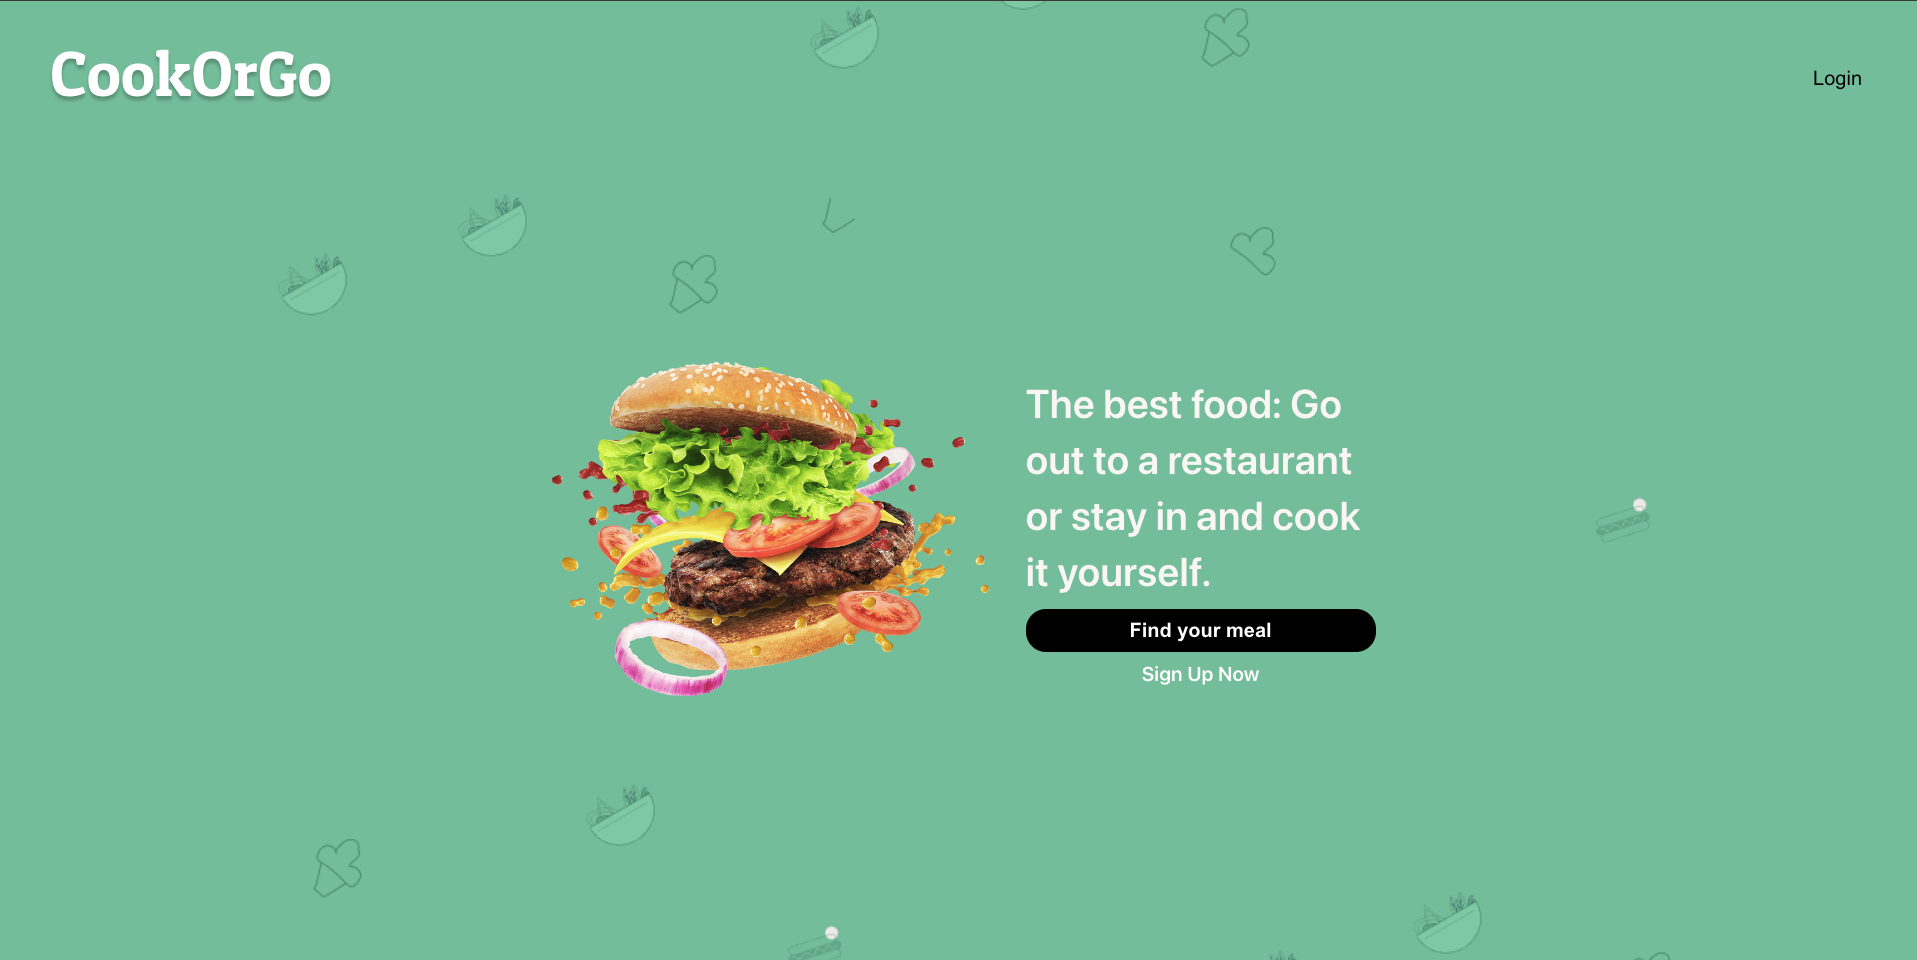 CookOrGo
Login
The best food: Go
out to a restaurant
or stay in and cook
it yourself.
Find your meal
Sign Up Now